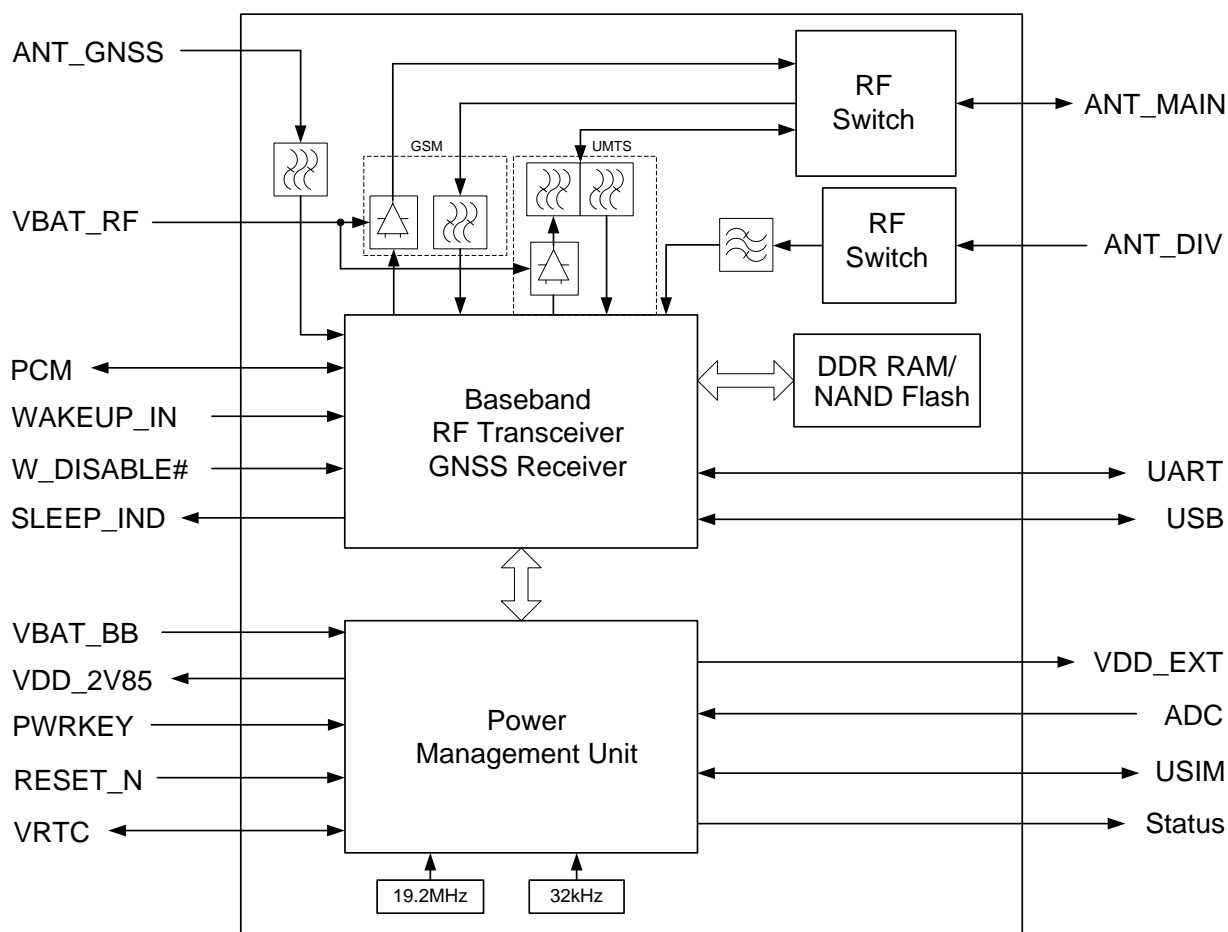 ANT_GNSS
RF
Switch
ANT_MAIN
GSM
UMTS
VBAT_RF
RF
Switch
ANT_DIV
PCM
WAKEUP_IN
W_DISABLE#
SLEEP_IND
Baseband
RF Transceiver
GNSS Receiver
DDR RAM/
NAND Flash
UART
USB
VBAT_BB
VDD_2V85
PWRKEY
RESET_N
VRTC
Power
Management Unit
VDD_EXT
ADC
USIM
Status
19.2MHz
32kHz